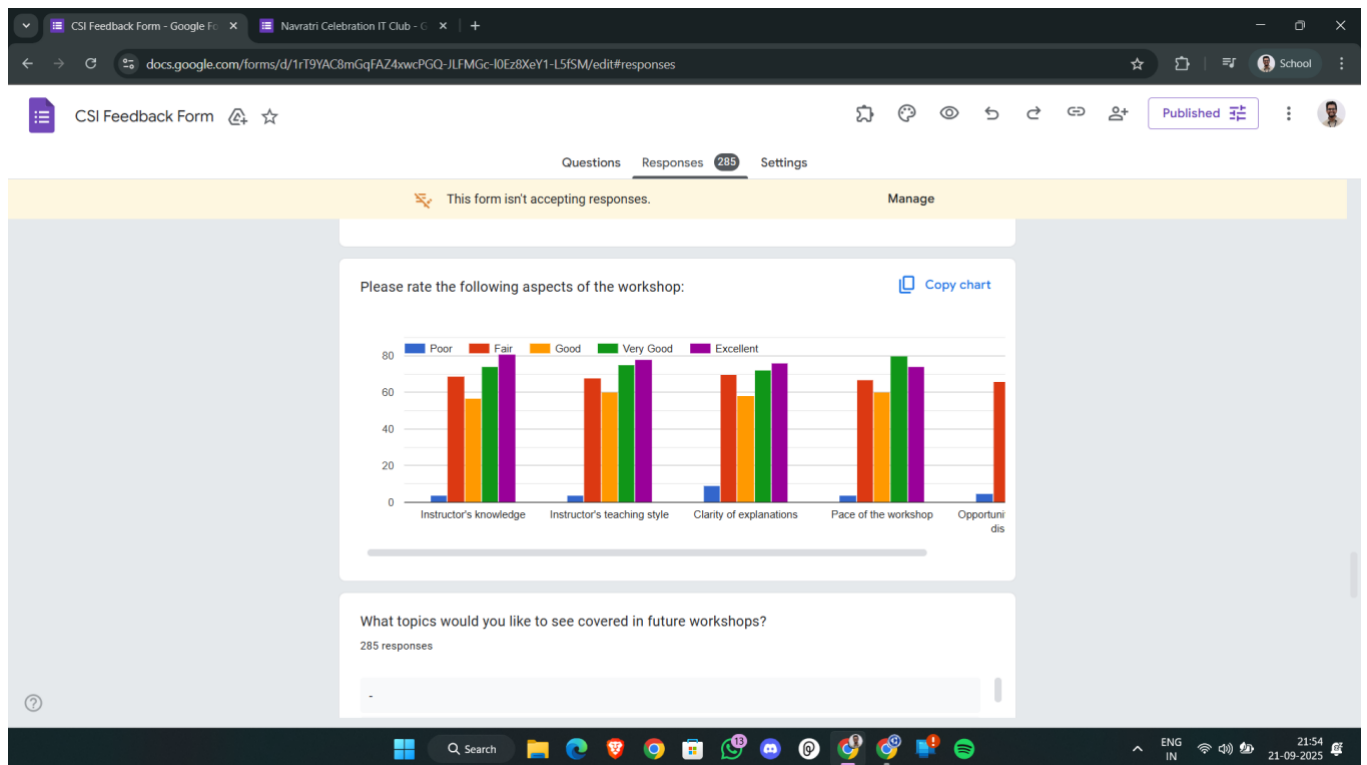 CSI Feedback Form - Google Fo
Navratri Celebration IT Club - G
docs.google.com/forms/d/1rT9YAC8mGqFAZ4xwcPGQ-JLFMGc-l0Ez8XeY1-L5fSM/edit#responses
School
CSI Feedback Form
Published
Questions Responses 285 Settings
This form isn't accepting responses. Manage
Please rate the following aspects of the workshop: Copy chart
Poor Fair Good Very Good Excellent
80
60
40
20
0
Instructor's knowledge Instructor's teaching style Clarity of explanations Pace of the workshop Opportuni
dis
What topics would you like to see covered in future workshops?
285 responses
-
Search
13
ENG
IN
21:54
21-09-2025